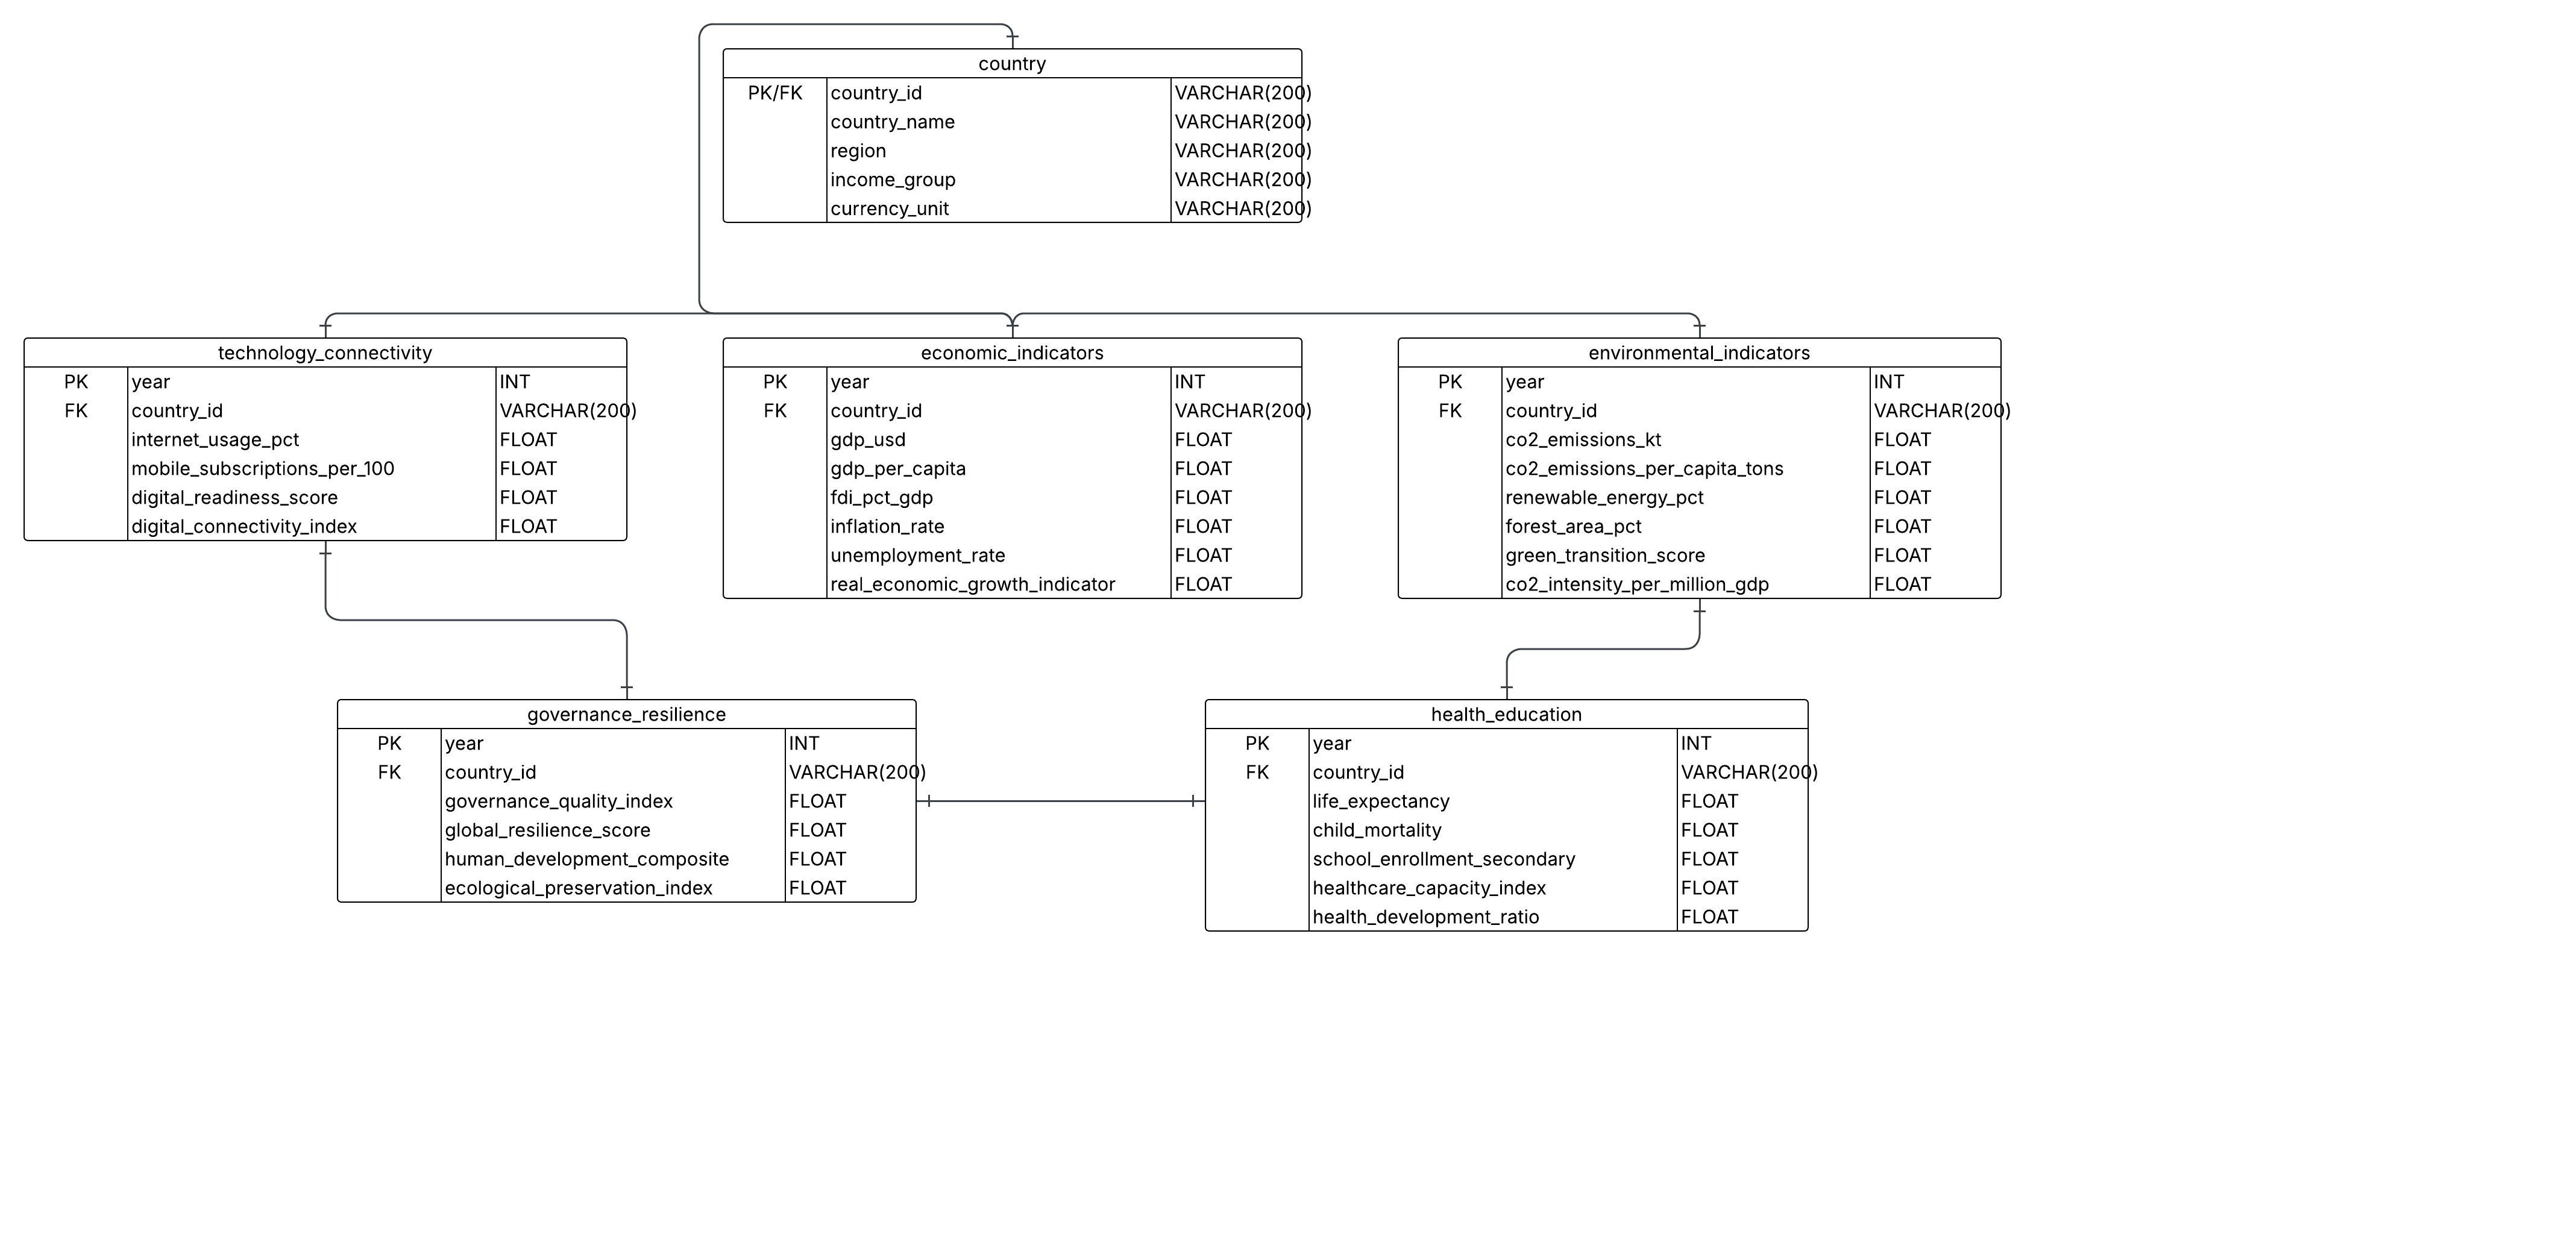 country
PK/FK country_id VARCHAR(200)
country_name VARCHAR(200)
region VARCHAR(200)
income_group VARCHAR(200)
currency_unit VARCHAR(200)
technology_connectivity
PK year INT
FK country_id VARCHAR(200)
internet_usage_pct FLOAT
mobile_subscriptions_per_100 FLOAT
digital_readiness_score FLOAT
digital_connectivity_index FLOAT
economic_indicators
PK year INT
FK country_id VARCHAR(200)
gdp_usd FLOAT
gdp_per_capita FLOAT
fdi_pct_gdp FLOAT
inflation_rate FLOAT
unemployment_rate FLOAT
real_economic_growth_indicator FLOAT
environmental_indicators
PK year INT
FK country_id VARCHAR(200)
co2_emissions_kt FLOAT
co2_emissions_per_capita_tons FLOAT
renewable_energy_pct FLOAT
forest_area_pct FLOAT
green_transition_score FLOAT
co2_intensity_per_million_gdp FLOAT
governance_resilience
PK year INT
FK country_id VARCHAR(200)
governance_quality_index FLOAT
global_resilience_score FLOAT
human_development_composite FLOAT
ecological_preservation_index FLOAT
health_education
PK year INT
FK country_id VARCHAR(200)
life_expectancy FLOAT
child_mortality FLOAT
school_enrollment_secondary FLOAT
healthcare_capacity_index FLOAT
health_development_ratio FLOAT